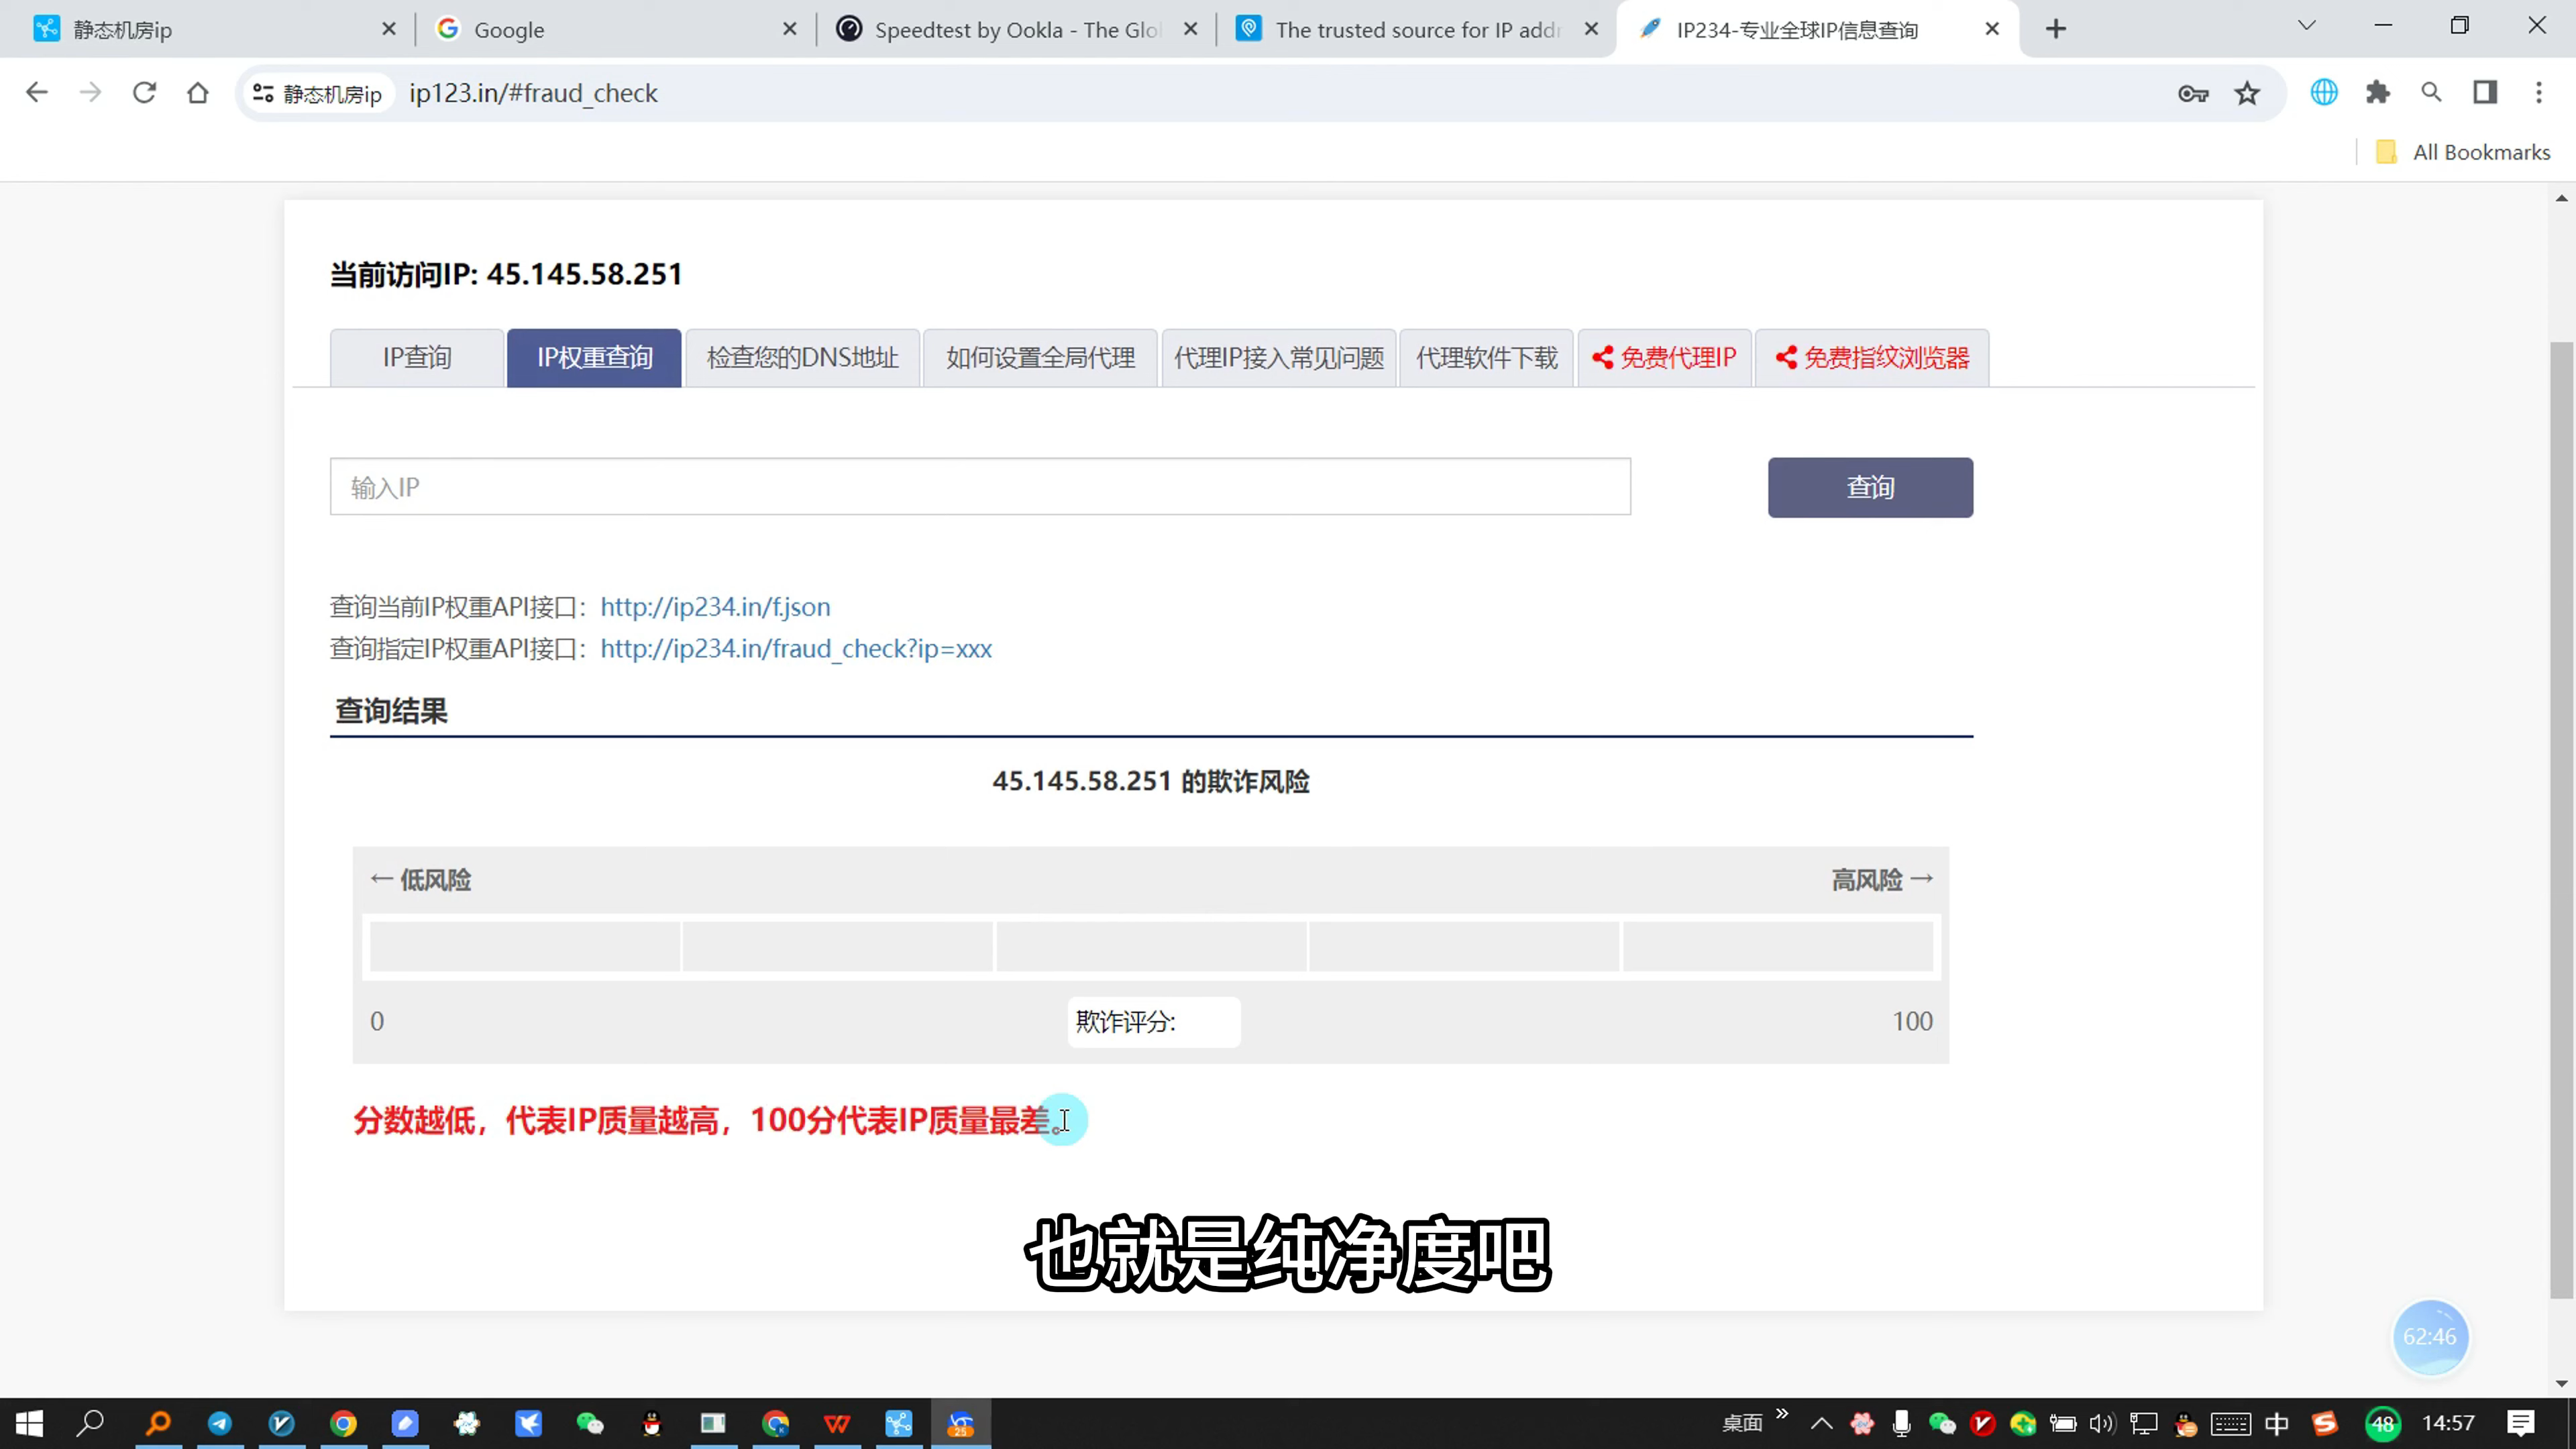 静态机房ip
Google
Speedtest by Ookla - The Glo
The trusted source for IP addr
IP234-专业全球IP信息查询
静态机房ip
ip123.in/#fraud_check
All Bookmarks
当前访问IP: 45.145.58.251
IP查询
IP权重查询
检查您的DNS地址
如何设置全局代理
代理IP接入常见问题
代理软件下载
免费代理IP
免费指纹浏览器
输入IP
查询
查询当前IP权重API接口：http://ip234.in/f.json
查询指定IP权重API接口：http://ip234.in/fraud_check?ip=xxx
查询结果
45.145.58.251 的欺诈风险
← 低风险
高风险 →
0
欺诈评分:
100
分数越低，代表IP质量越高，100分代表IP质量最差。
也就是纯净度吧
62:46
25
桌面
中
48
14:57